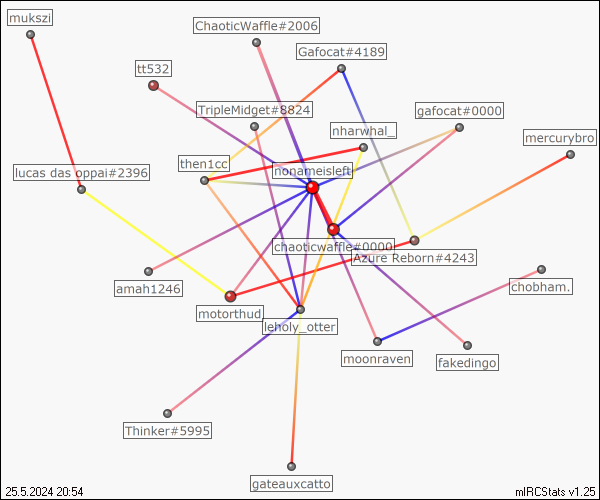 mukszi
ChaoticWaffle#2006
Gafocat#4189
tt532
TripleMidget#8824
gafocat#0000
nharwhal_
mercurybro
then1cc
lucas das oppai#2396
nonameisleft
chaoticwaffle#0000
Azure Reborn#4243
amah1246
chobham.
motorthud
leholy_otter
moonraven
fakedingo
Thinker#5995
gateauxcatto
25.5.2024 20:54
mIRCStats v1.25